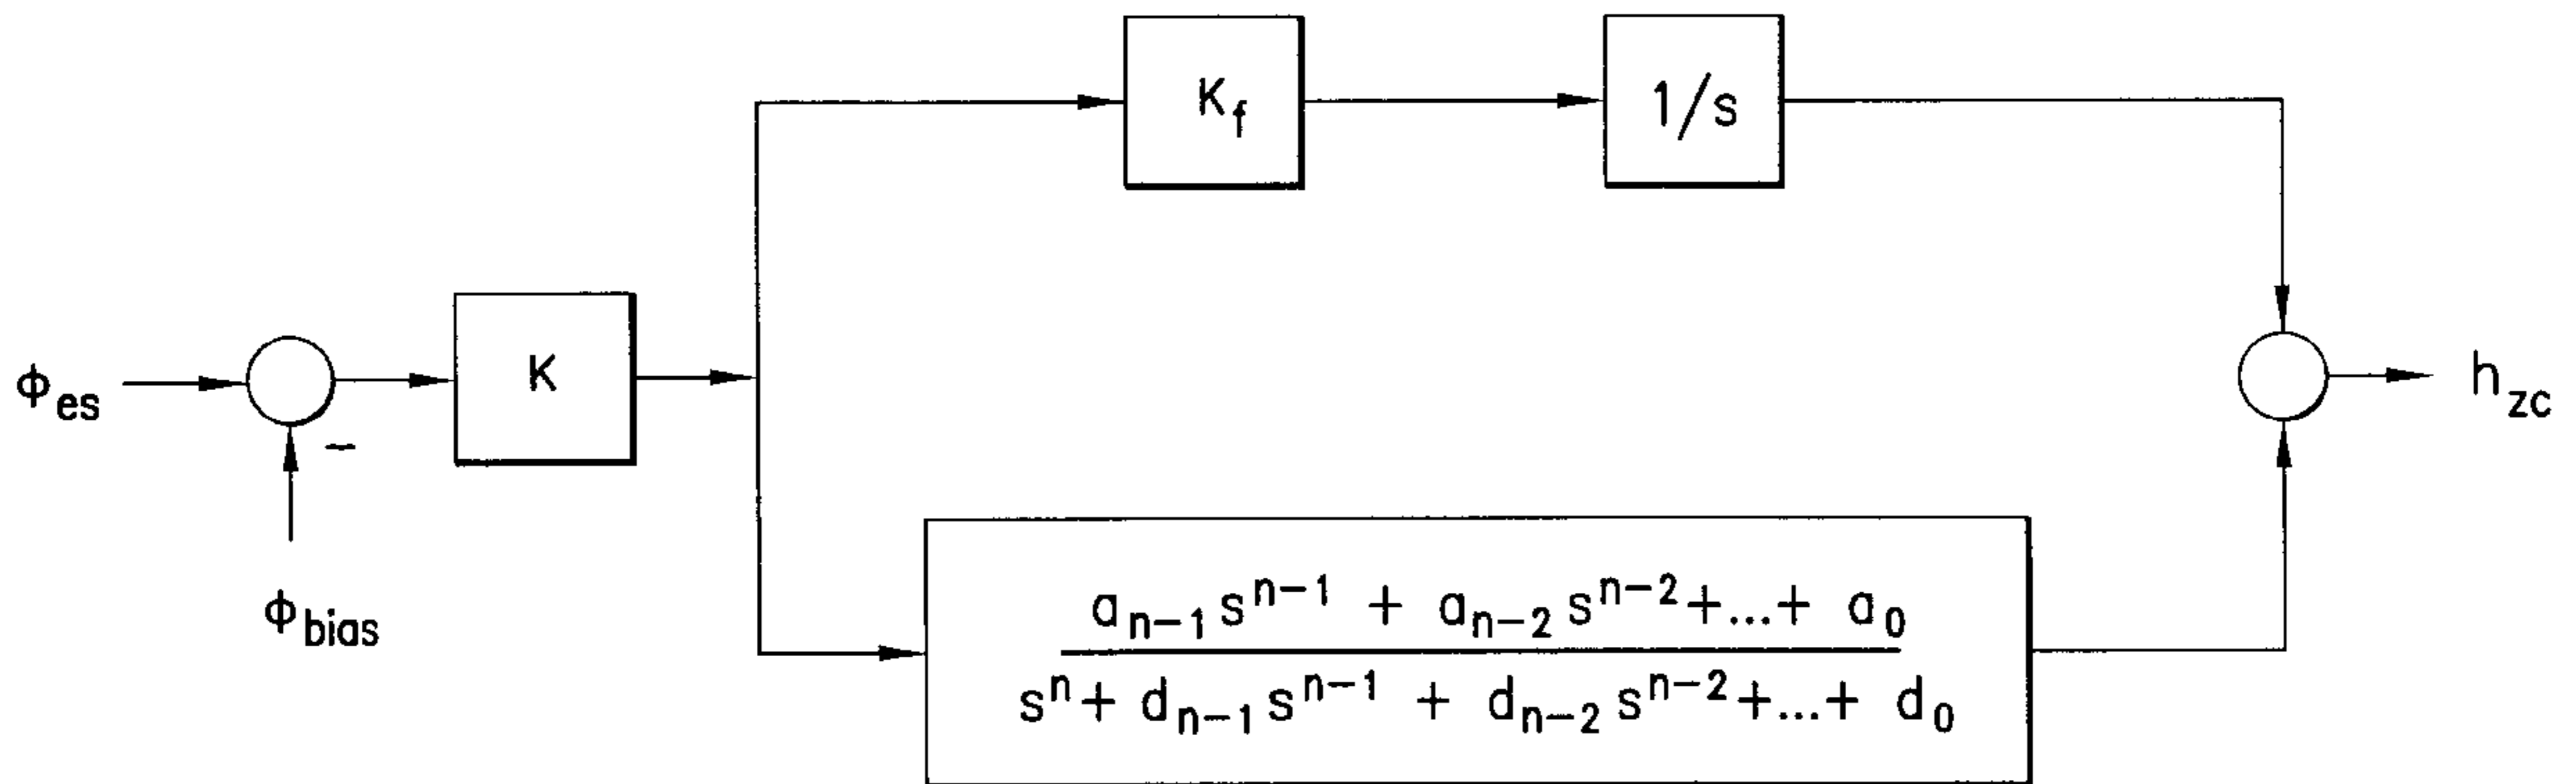 K_f
1/s
ϕ_es
−
K
h_zc
ϕ_bias
a_{n-1} s^{n-1} + a_{n-2} s^{n-2} +...+ a_0
s^n + d_{n-1} s^{n-1} + d_{n-2} s^{n-2} +...+ d_0